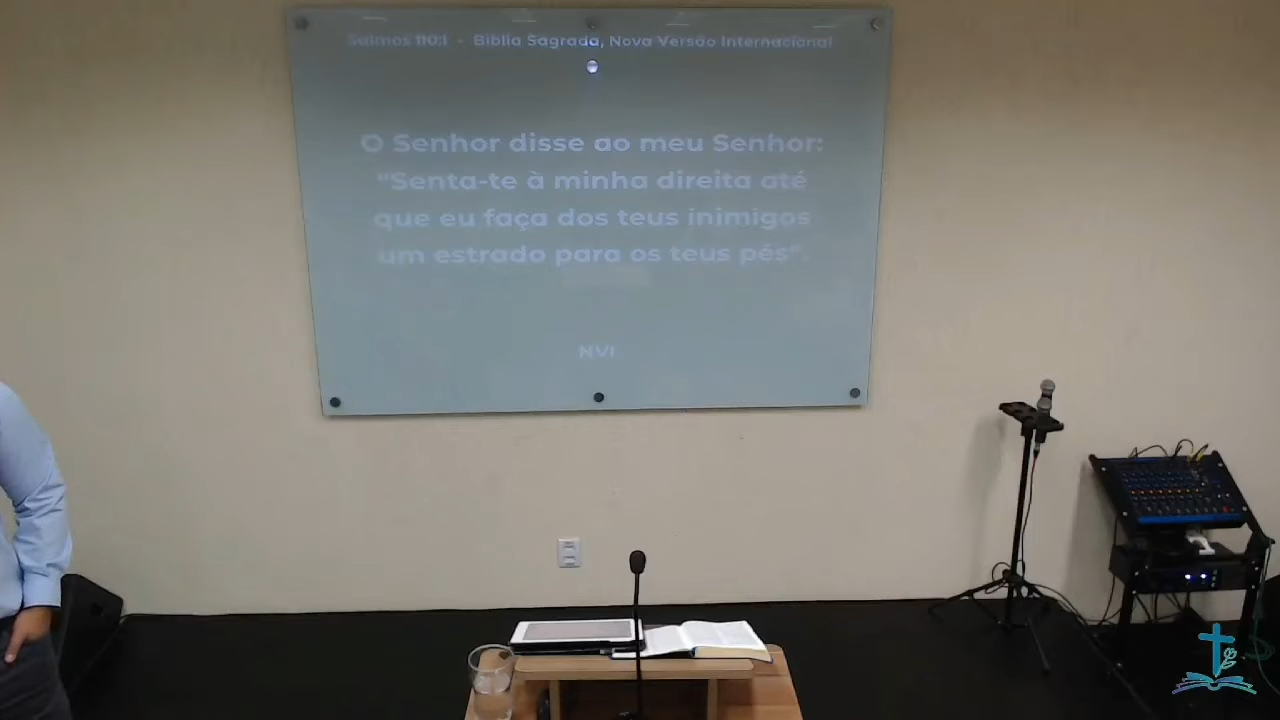 Salmos 110:1 - Bíblia Sagrada, Nova Versão Internacional
O Senhor disse ao meu Senhor:
"Senta-te à minha direita até
que eu faça dos teus inimigos
um estrado para os teus pés".
NVI